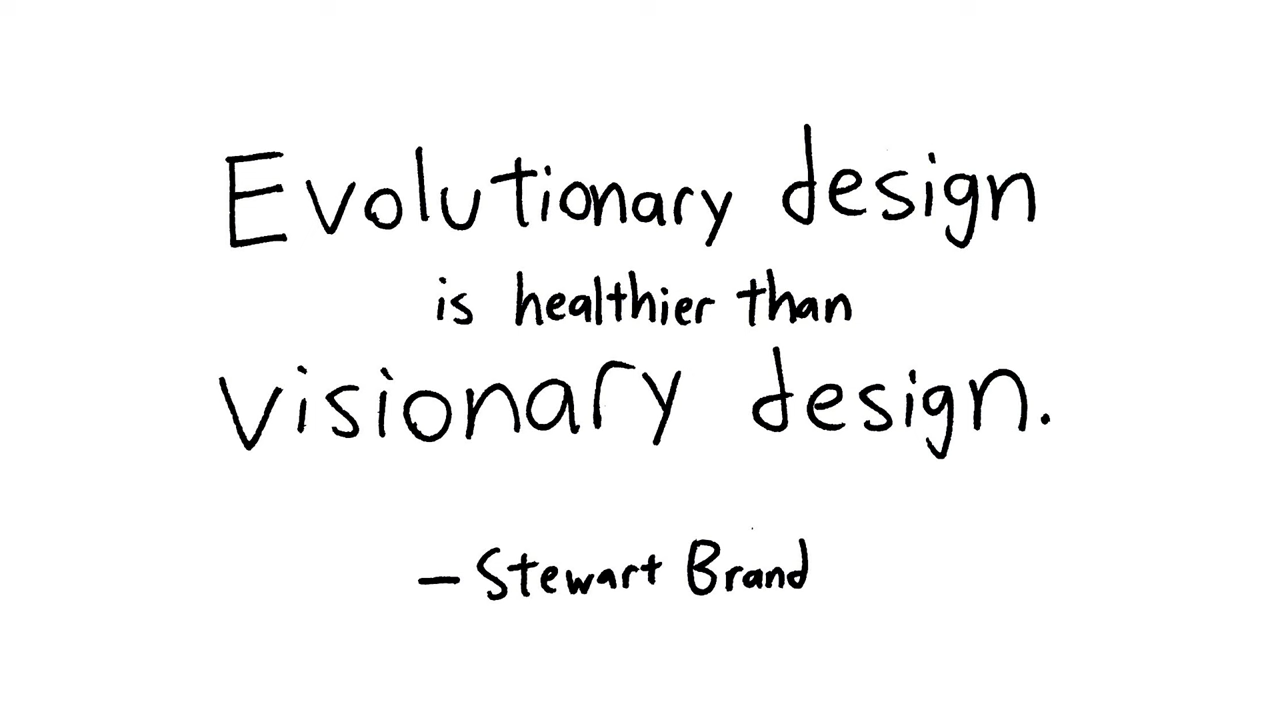 Evolutionary design
is healthier than
visionary design.
— Stewart Brand